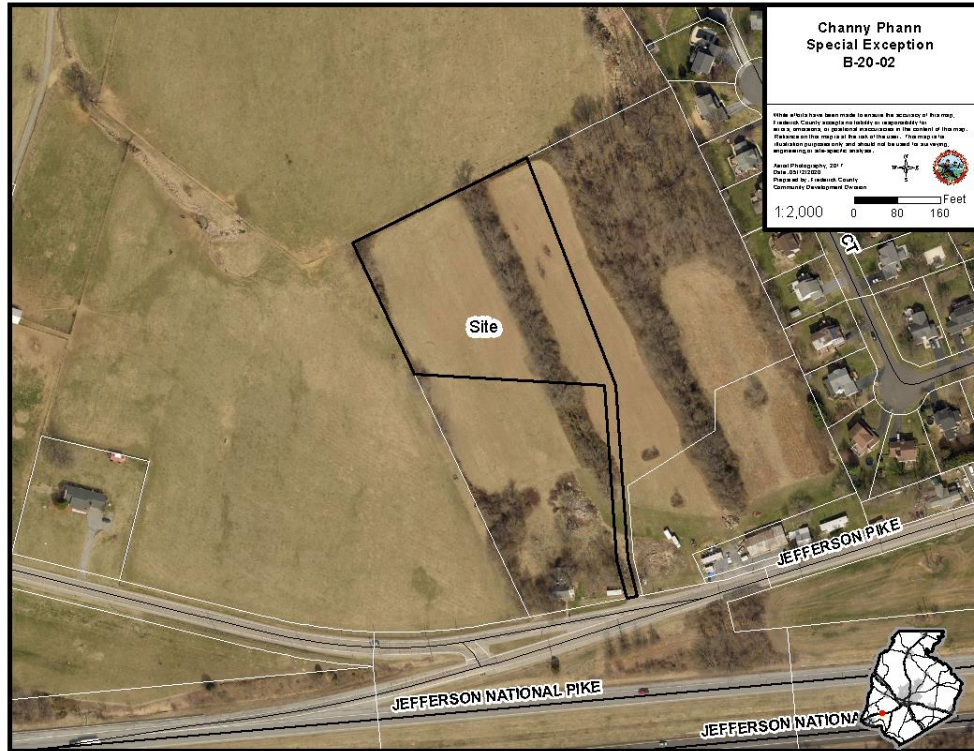 Channy Phann
Special Exception
B-20-02
While efforts have been made to ensure the accuracy of this map,
Frederick County accepts no liability or responsibility for
errors, omissions, or positional inaccuracies in the content of this map.
Reliance on this map is at the risk of the user. This map is for
illustration purposes only and should not be used for surveying,
engineering, or site-specific analysis.
Aerial Photography, 2017
Prepared by: Frederick County
Community Development Division
N
W E
S
1:2,000
Feet
0 80 160
CT
Site
JEFFERSON PIKE
JEFFERSON NATIONAL PIKE
JEFFERSON NATIONA